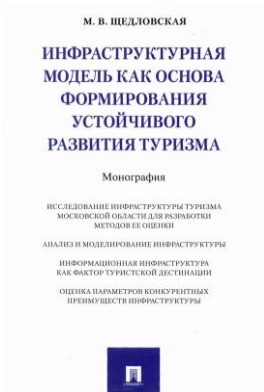 М. В. ЩЕДЛОВСКАЯ
ИНФРАСТРУКТУРНАЯ
МОДЕЛЬ КАК ОСНОВА
ФОРМИРОВАНИЯ
УСТОЙЧИВОГО
РАЗВИТИЯ ТУРИЗМА
Монография
ИССЛЕДОВАНИЕ ИНФРАСТРУКТУРЫ ТУРИЗМА
МОСКОВСКОЙ ОБЛАСТИ ДЛЯ РАЗРАБОТКИ
МЕТОДОВ ЕЕ ОЦЕНКИ
АНАЛИЗ И МОДЕЛИРОВАНИЕ ИНФРАСТРУКТУРЫ
ИНФОРМАЦИОННАЯ ИНФРАСТРУКТУРА
КАК ФАКТОР ТУРИСТСКОЙ ДЕСТИНАЦИИ
ОЦЕНКА ПАРАМЕТРОВ КОНКУРЕНТНЫХ
ПРЕИМУЩЕСТВ ИНФРАСТРУКТУРЫ